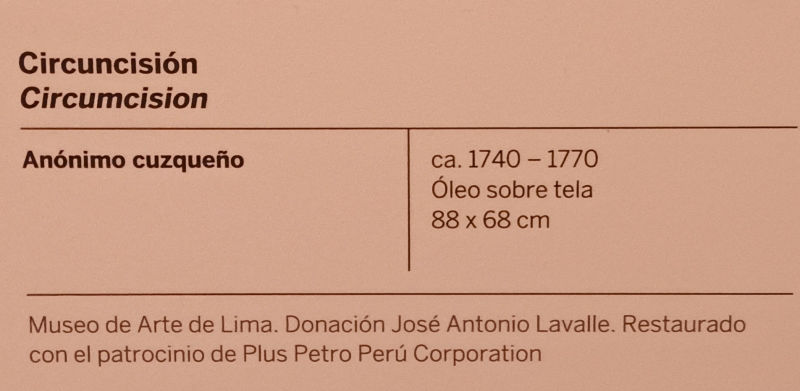 Circuncisión
Circumcision
Anónimo cuzqueño
ca. 1740 – 1770
Óleo sobre tela
88 x 68 cm
Museo de Arte de Lima. Donación José Antonio Lavalle. Restaurado
con el patrocinio de Plus Petro Perú Corporation